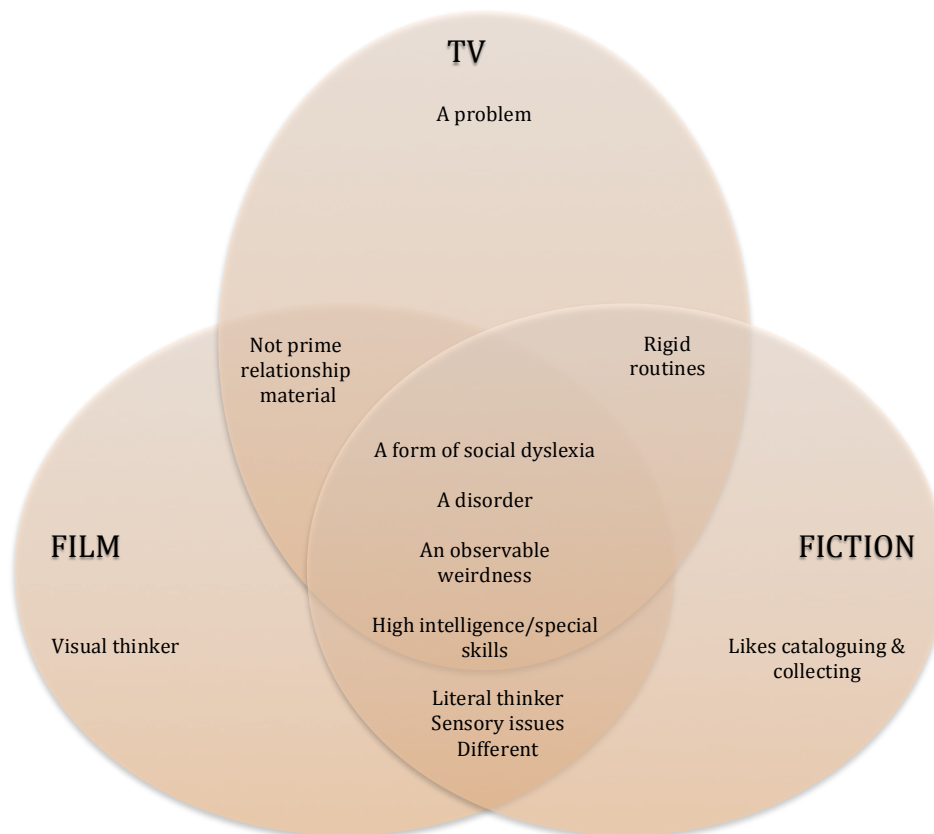 TV
A problem
Not prime
relationship
material
Rigid
routines
A form of social dyslexia
A disorder
An observable
weirdness
High intelligence/special
skills
FILM
FICTION
Visual thinker
Likes cataloguing &
collecting
Literal thinker
Sensory issues
Different